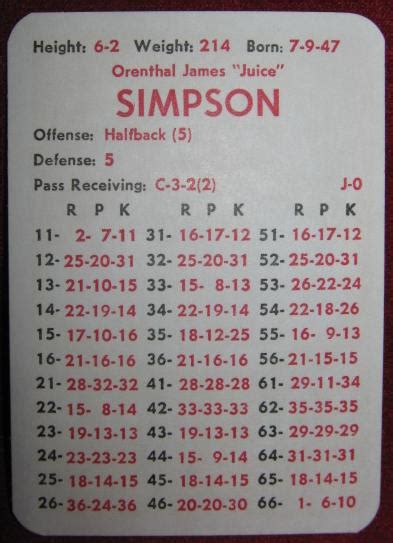 Height: 6-2 Weight: 214 Born: 7-9-47
Orenthal James "Juice"
SIMPSON
Offense: Halfback (5)
Defense: 5
Pass Receiving: C-3-2(2) J-0
R P K R P K R P K
11- 2- 7-11 31- 16-17-12 51- 16-17-12
12- 25-20-31 32- 25-20-31 52- 25-20-31
13- 21-10-15 33- 15- 8-13 53- 26-22-24
14- 22-19-14 34- 22-19-14 54- 22-18-26
15- 17-10-16 35- 18-12-25 55- 16- 9-13
16- 21-16-16 36- 21-16-16 56- 21-15-15
21- 28-32-32 41- 28-28-28 61- 29-11-34
22- 15- 8-14 42- 33-33-33 62- 35-35-35
23- 19-13-13 43- 19-13-13 63- 29-29-29
24- 23-23-23 44- 15- 9-14 64- 31-31-31
25- 18-14-15 45- 18-14-15 65- 18-14-15
26- 36-24-36 46- 20-20-30 66- 1- 6-10